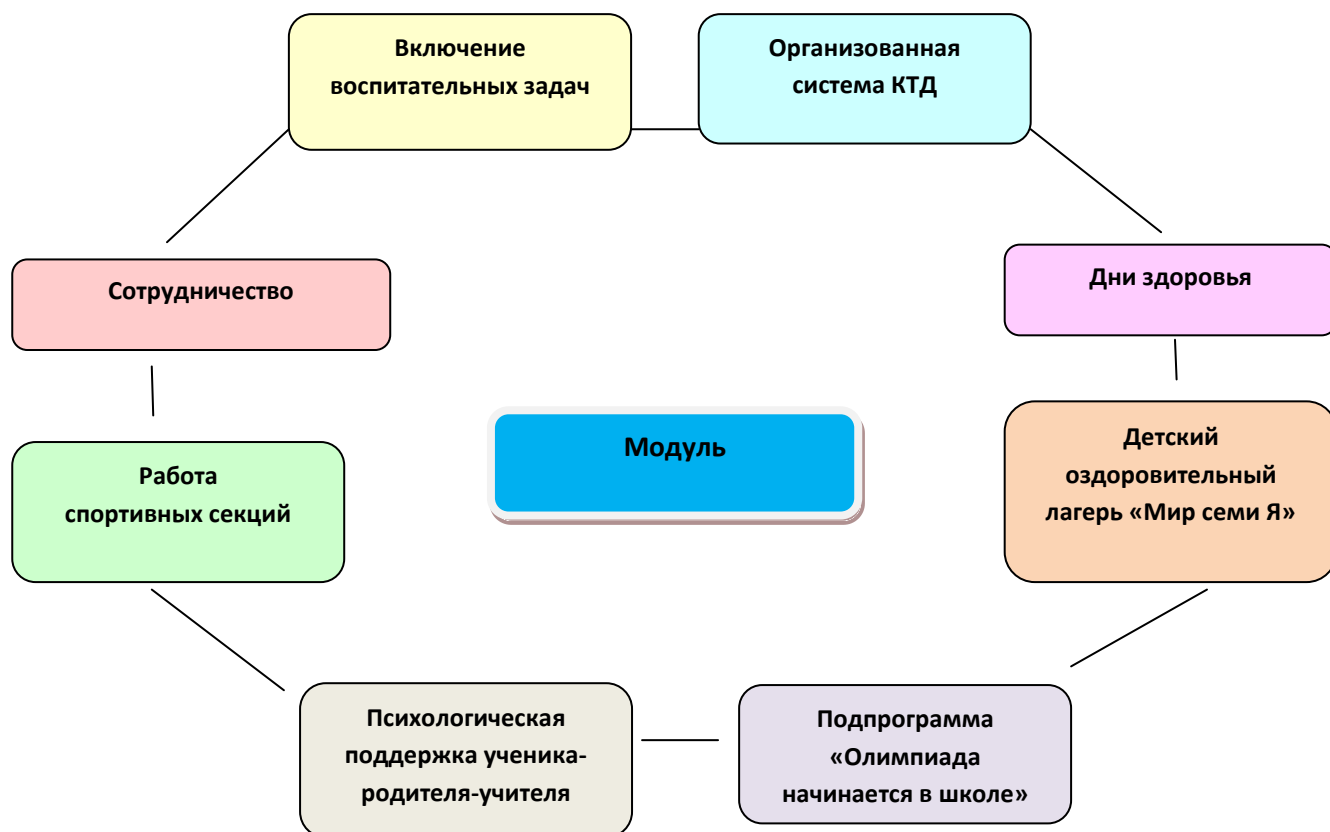 Включение
воспитательных задач
Организованная
система КТД
Сотрудничество
Дни здоровья
Модуль
Детский
оздоровительный
лагерь «Мир семи Я»
Работа
спортивных секций
Психологическая
поддержка ученика-
родителя-учителя
Подпрограмма
«Олимпиада
начинается в школе»